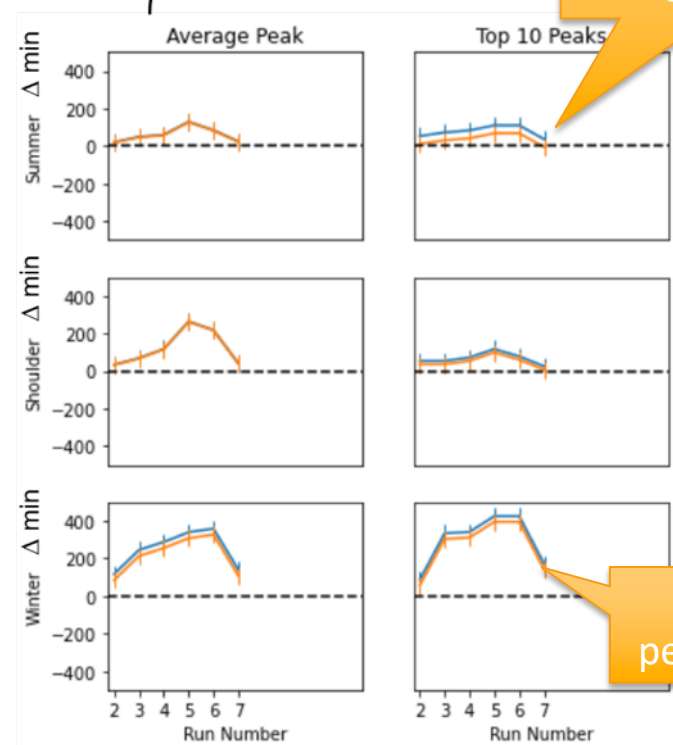 Average Peak
Top 10 Peaks
Summer Δ min
400
200
0
−200
−400
Shoulder Δ min
400
200
0
−200
−400
Winter Δ min
400
200
0
−200
−400
2 3 4 5 6 7
Run Number
2 3 4 5 6 7
Run Number